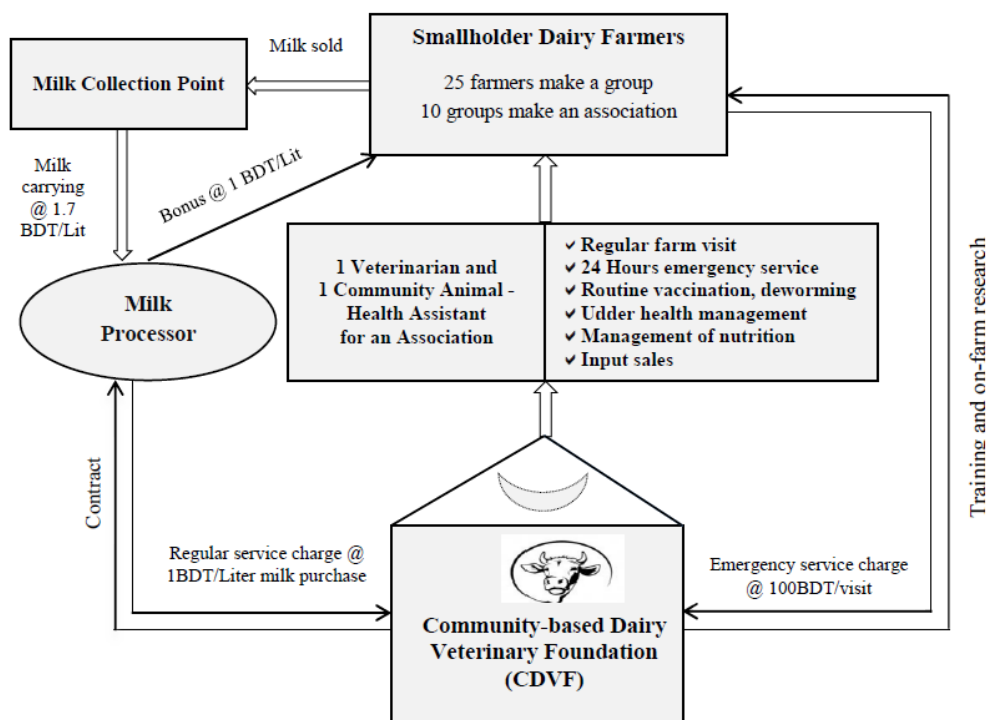 Milk Collection Point
Milk sold
Smallholder Dairy Farmers
25 farmers make a group
10 groups make an association
Milk
carrying
@ 1.7
BDT/Lit
Bonus @ 1 BDT/Lit
Milk
Processor
1 Veterinarian and
1 Community Animal -
Health Assistant
for an Association
✓ Regular farm visit
✓ 24 Hours emergency service
✓ Routine vaccination, deworming
✓ Udder health management
✓ Management of nutrition
✓ Input sales
Training and on-farm research
Contract
Regular service charge @
1BDT/Liter milk purchase
Emergency service charge
@ 100BDT/visit
Community-based Dairy
Veterinary Foundation
(CDVF)